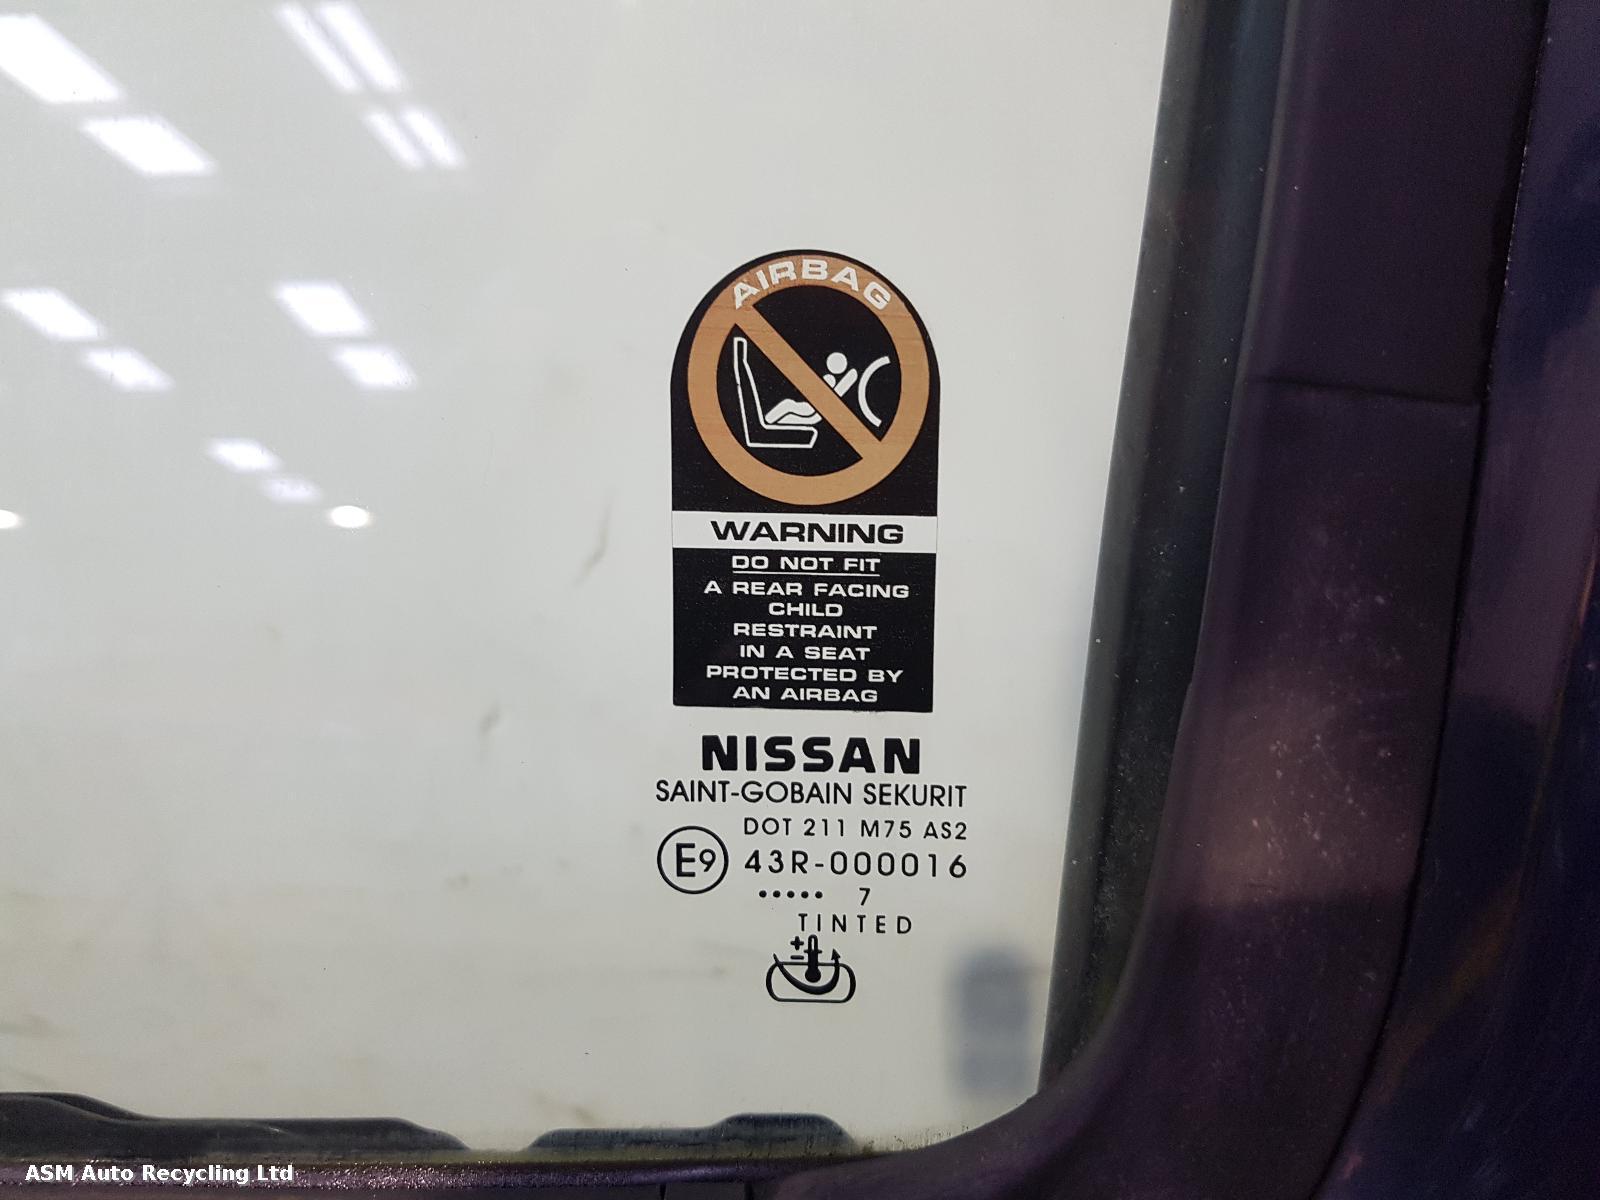 AIRBAG
WARNING
DO NOT FIT
A REAR FACING
CHILD
RESTRAINT
IN A SEAT
PROTECTED BY
AN AIRBAG
NISSAN
SAINT-GOBAIN SEKURIT
DOT 211 M75 AS2
E9 43R-000016
••••• 7
TINTED
ASM Auto Recycling Ltd